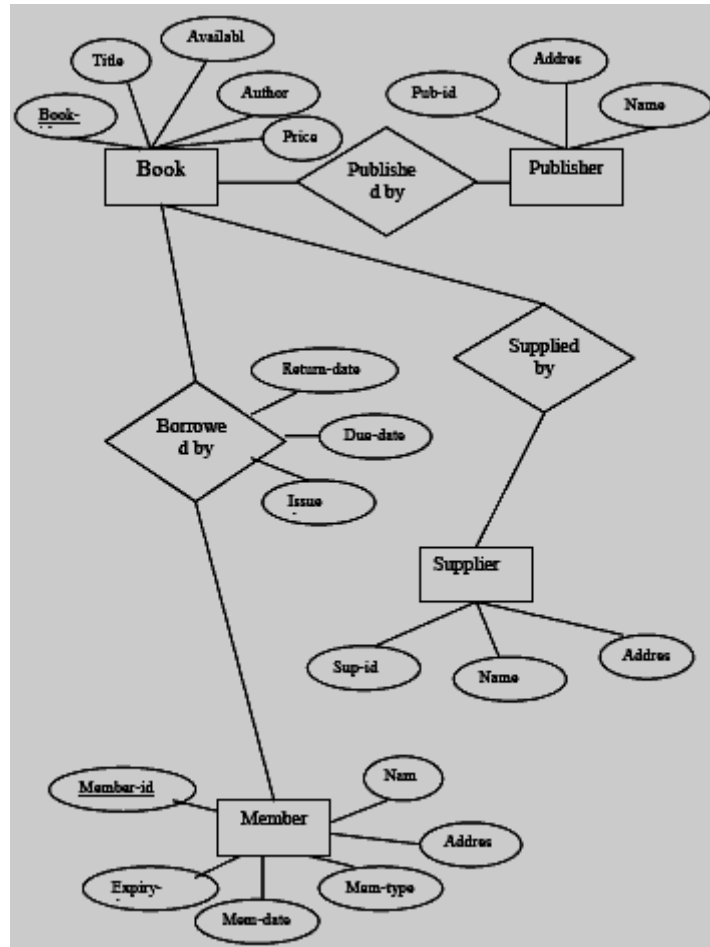 Availabl
Title
Book-
Author
Price
Book
Addres
Pub-id
Name
Publisher
Publishe
d by
Supplied
by
Return-date
Due-date
Issue
Borrowe
d by
Supplier
Sup-id
Name
Addres
Member-id
Nam
Member
Addres
Expiry-
Mem-type
Mem-date